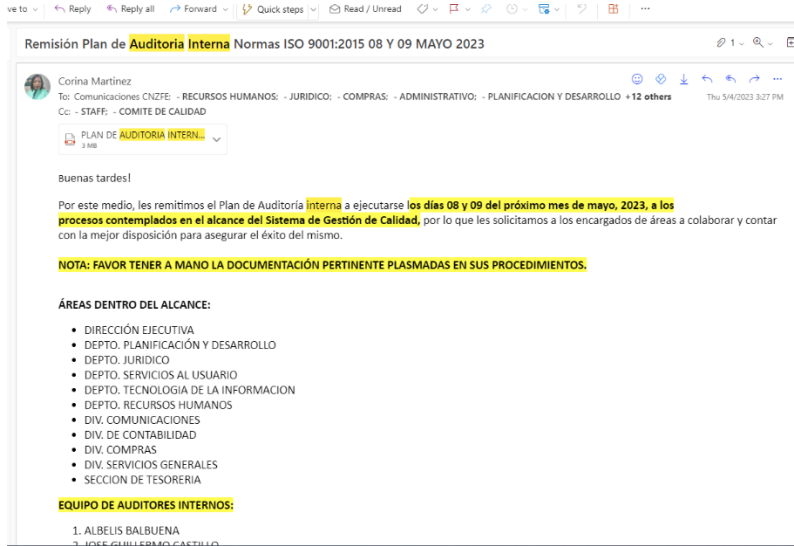 ve to Reply Reply all Forward Quick steps Read / Unread
Remisión Plan de Auditoria Interna Normas ISO 9001:2015 08 Y 09 MAYO 2023 1
Corina Martinez
To: Comunicaciones CNZFE; - RECURSOS HUMANOS; - JURIDICO; - COMPRAS; - ADMINISTRATIVO; - PLANIFICACION Y DESARROLLO +12 others Thu 5/4/2023 3:27 PM
Cc: - STAFF; - COMITE DE CALIDAD
PLAN DE AUDITORIA INTERN...
3 MB
Buenas tardes!
Por este medio, les remitimos el Plan de Auditoría interna a ejecutarse los días 08 y 09 del próximo mes de mayo, 2023, a los
procesos contemplados en el alcance del Sistema de Gestión de Calidad, por lo que les solicitamos a los encargados de áreas a colaborar y contar
con la mejor disposición para asegurar el éxito del mismo.
NOTA: FAVOR TENER A MANO LA DOCUMENTACIÓN PERTINENTE PLASMADAS EN SUS PROCEDIMIENTOS.
ÁREAS DENTRO DEL ALCANCE:
• DIRECCIÓN EJECUTIVA
• DEPTO. PLANIFICACIÓN Y DESARROLLO
• DEPTO. JURIDICO
• DEPTO. SERVICIOS AL USUARIO
• DEPTO. TECNOLOGIA DE LA INFORMACION
• DEPTO. RECURSOS HUMANOS
• DIV. COMUNICACIONES
• DIV. DE CONTABILIDAD
• DIV. COMPRAS
• DIV. SERVICIOS GENERALES
• SECCION DE TESORERIA
EQUIPO DE AUDITORES INTERNOS:
1. ALBELIS BALBUENA
2. JOSE GUILLERMO CASTILLO